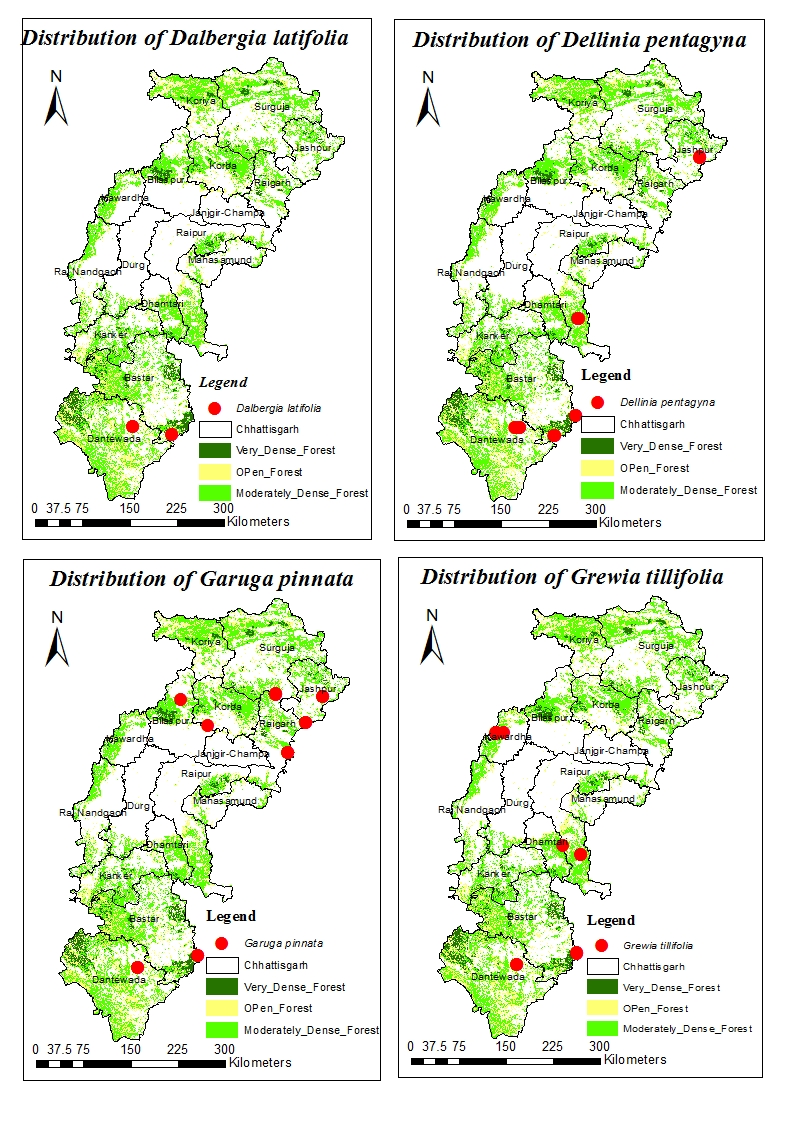 Distribution of Dalbergia latifolia
N
Koriya
Surguja
Jashpur
Korba
Bilaspur
Raigarh
Kawardha
Janjgir-Champa
Raipur
Mahasamund
Durg
Raj Nandgaon
Dhamtari
Kanker
Bastar
Dantewada
Legend
Dalbergia latifolia
Chhattisgarh
Very_Dense_Forest
OPen_Forest
Moderately_Dense_Forest
0 37.5 75 150 225 300
Kilometers
Distribution of Dellinia pentagyna
N
Koriya
Surguja
Jashpur
Korba
Bilaspur
Raigarh
Kawardha
Janjgir-Champa
Raipur
Mahasamund
Durg
Raj Nandgaon
Dhamtari
Kanker
Bastar
Dantewada
Legend
Dellinia pentagyna
Chhattisgarh
Very_Dense_Forest
OPen_Forest
Moderately_Dense_Forest
0 37.5 75 150 225 300
Kilometers
Distribution of Garuga pinnata
N
Koriya
Surguja
Jashpur
Korba
Bilaspur
Raigarh
Kawardha
Janjgir-Champa
Raipur
Mahasamund
Durg
Raj Nandgaon
Dhamtari
Kanker
Bastar
Dantewada
Legend
Garuga pinnata
Chhattisgarh
Very_Dense_Forest
OPen_Forest
Moderately_Dense_Forest
0 37.5 75 150 225 300
Kilometers
Distribution of Grewia tillifolia
N
Koriya
Surguja
Jashpur
Korba
Bilaspur
Raigarh
Kawardha
Janjgir-Champa
Raipur
Mahasamund
Durg
Raj Nandgaon
Dhamtari
Kanker
Bastar
Dantewada
Legend
Grewia tillifolia
Chhattisgarh
Very_Dense_Forest
OPen_Forest
Moderately_Dense_Forest
0 37.5 75 150 225 300
Kilometers